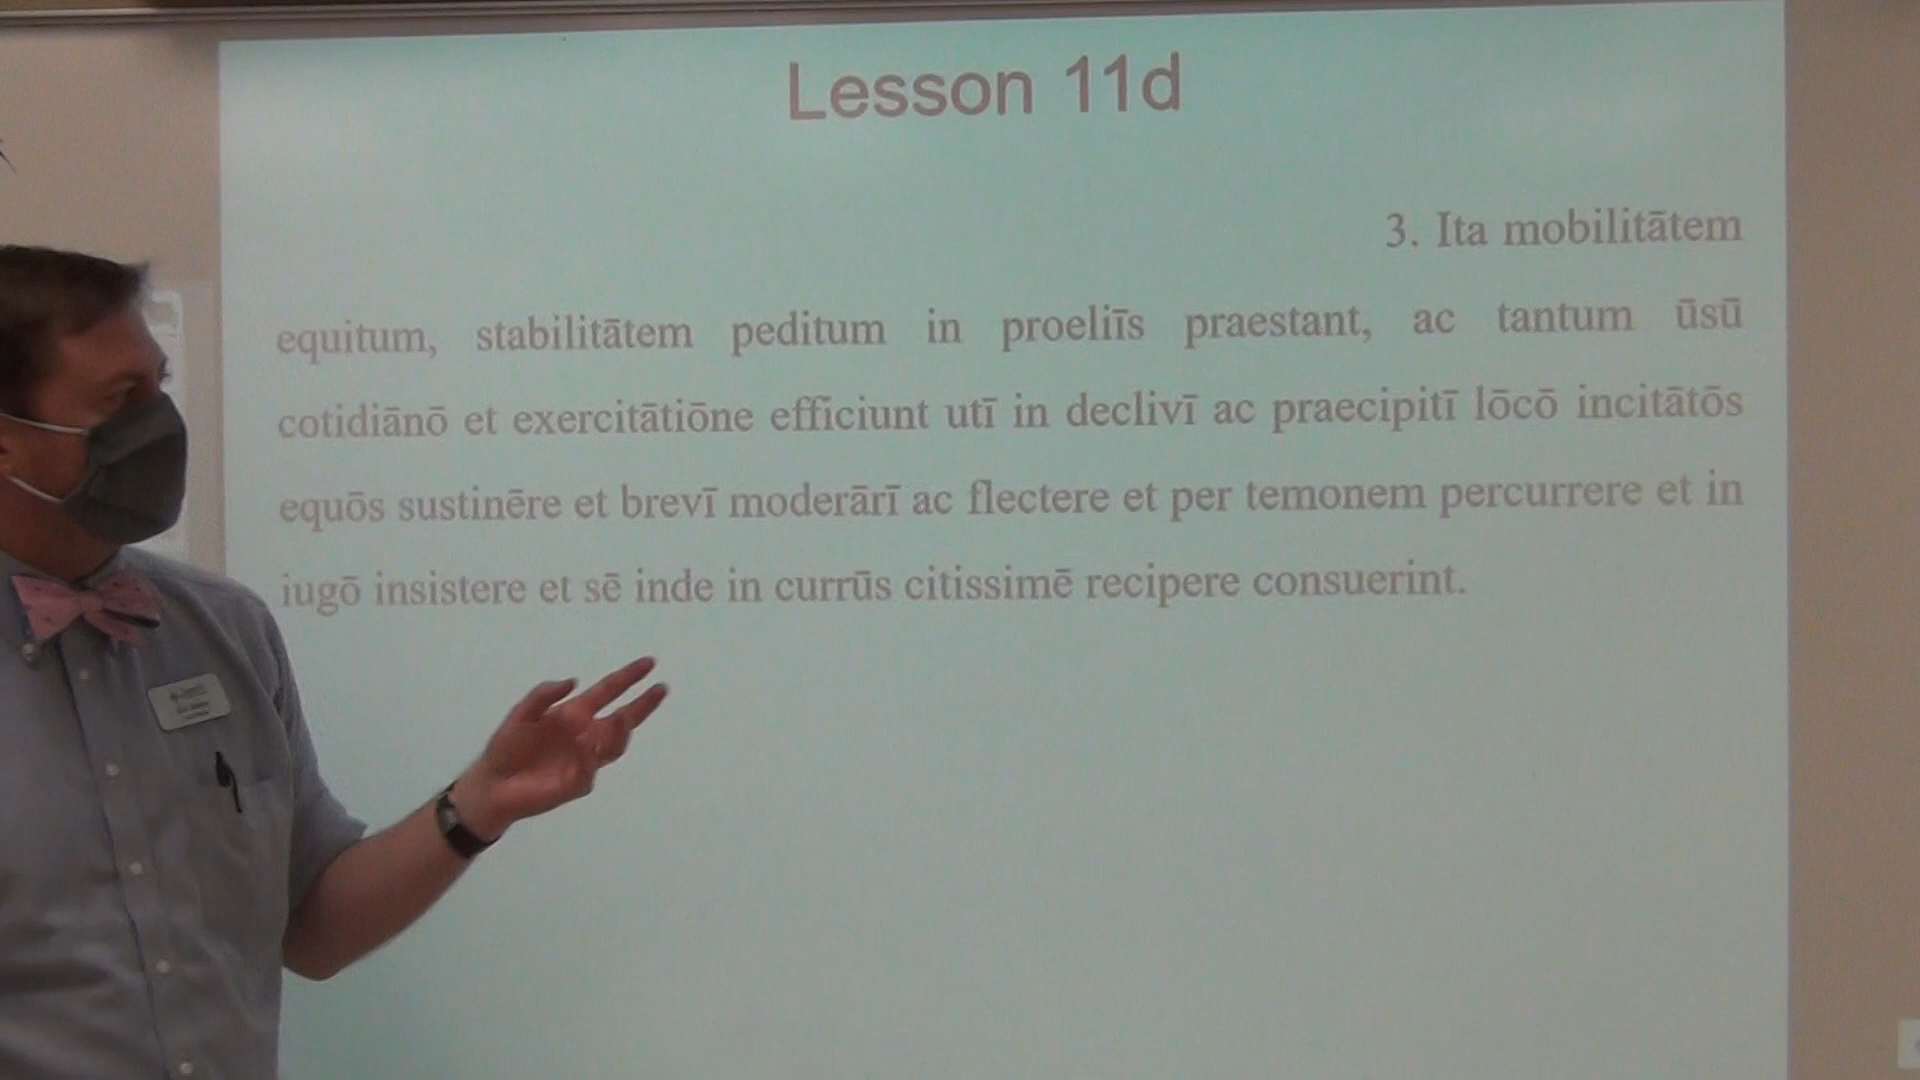 Lesson 11d
3. Ita mobilitātem
equitum, stabilitātem peditum in proeliīs praestant, ac tantum ūsū
cotidiānō et exercitātiōne efficiunt utī in declivī ac praecipitī lōcō incitātōs
equōs sustinēre et brevī moderārī ac flectere et per temonem percurrere et in
iugō insistere et sē inde in currūs citissimē recipere consuerint.